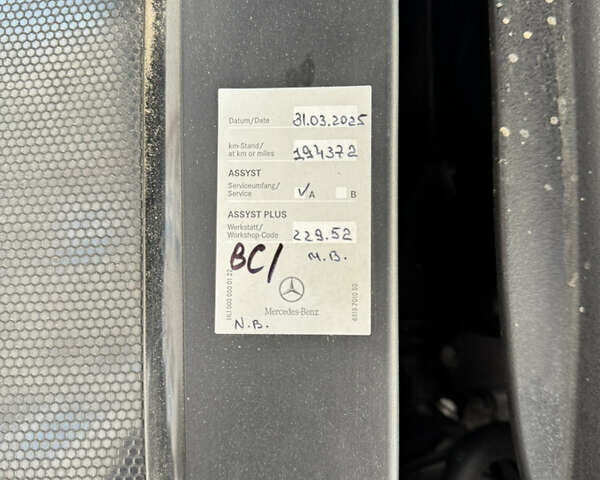 Datum/Date 31.03.2025
km-Stand/
at km or miles 194372
ASSYST
Serviceumfang/
Service ✓ A B
ASSYST PLUS
Werkstatt/
Workshop-Code 229.52
BC/ M.B.
Mercedes-Benz
N.B.